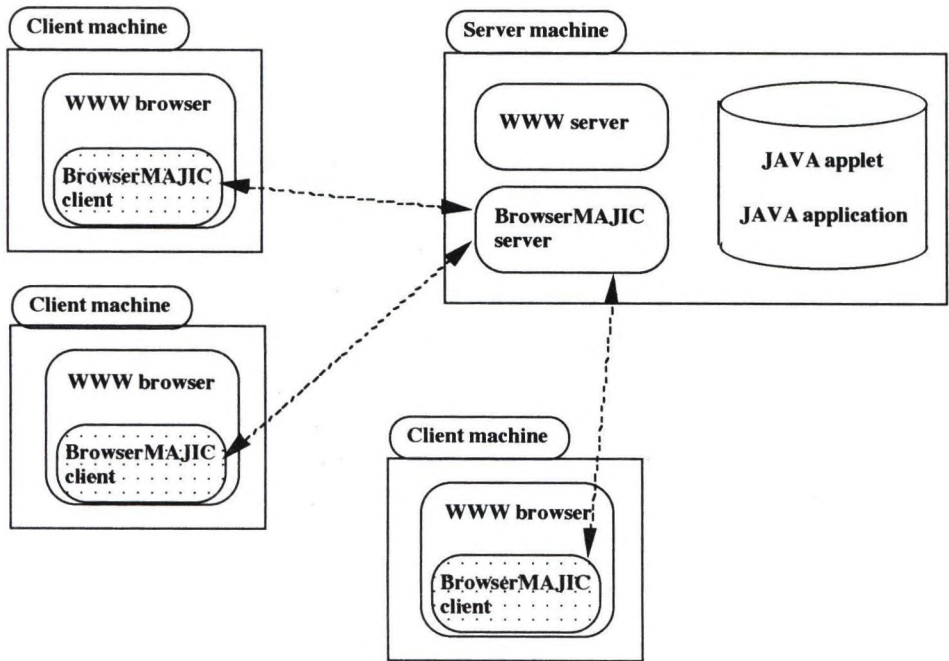 Client machine
WWW browser
BrowserMAJIC
client
Server machine
WWW server
BrowserMAJIC
server
JAVA applet
JAVA application
Client machine
WWW browser
BrowserMAJIC
client
Client machine
WWW browser
BrowserMAJIC
client